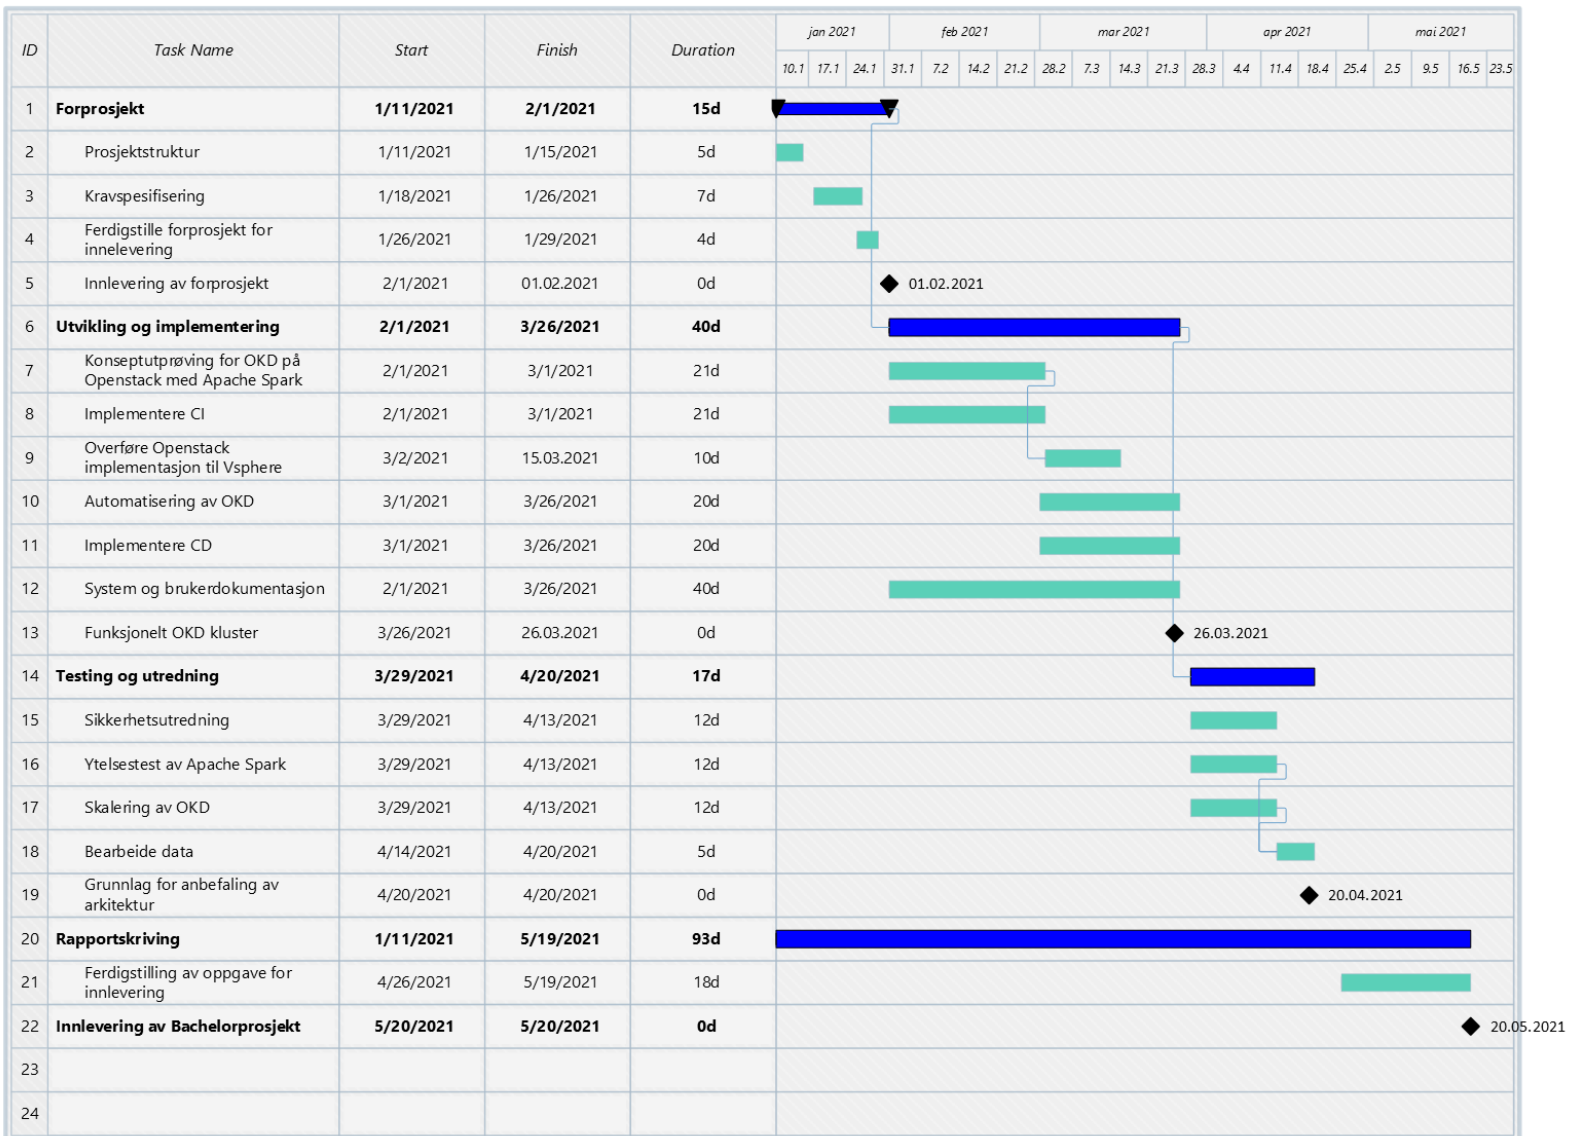 ID Task Name Start Finish Duration jan 2021 feb 2021 mar 2021 apr 2021 mai 2021
10.1 17.1 24.1 31.1 7.2 14.2 21.2 28.2 7.3 14.3 21.3 28.3 4.4 11.4 18.4 25.4 2.5 9.5 16.5 23.5
1 Forprosjekt 1/11/2021 2/1/2021 15d
2 Prosjektstruktur 1/11/2021 1/15/2021 5d
3 Kravspesifisering 1/18/2021 1/26/2021 7d
4 Ferdigstille forprosjekt for
innelevering 1/26/2021 1/29/2021 4d
5 Innlevering av forprosjekt 2/1/2021 01.02.2021 0d 01.02.2021
6 Utvikling og implementering 2/1/2021 3/26/2021 40d
7 Konseptutprøving for OKD på
Openstack med Apache Spark 2/1/2021 3/1/2021 21d
8 Implementere CI 2/1/2021 3/1/2021 21d
9 Overføre Openstack
implementasjon til Vsphere 3/2/2021 15.03.2021 10d
10 Automatisering av OKD 3/1/2021 3/26/2021 20d
11 Implementere CD 3/1/2021 3/26/2021 20d
12 System og brukerdokumentasjon 2/1/2021 3/26/2021 40d
13 Funksjonelt OKD kluster 3/26/2021 26.03.2021 0d 26.03.2021
14 Testing og utredning 3/29/2021 4/20/2021 17d
15 Sikkerhetsutredning 3/29/2021 4/13/2021 12d
16 Ytelsestest av Apache Spark 3/29/2021 4/13/2021 12d
17 Skalering av OKD 3/29/2021 4/13/2021 12d
18 Bearbeide data 4/14/2021 4/20/2021 5d
19 Grunnlag for anbefaling av
arkitektur 4/20/2021 4/20/2021 0d 20.04.2021
20 Rapportskriving 1/11/2021 5/19/2021 93d
21 Ferdigstilling av oppgave for
innlevering 4/26/2021 5/19/2021 18d
22 Innlevering av Bachelorprosjekt 5/20/2021 5/20/2021 0d 20.05.2021
23
24